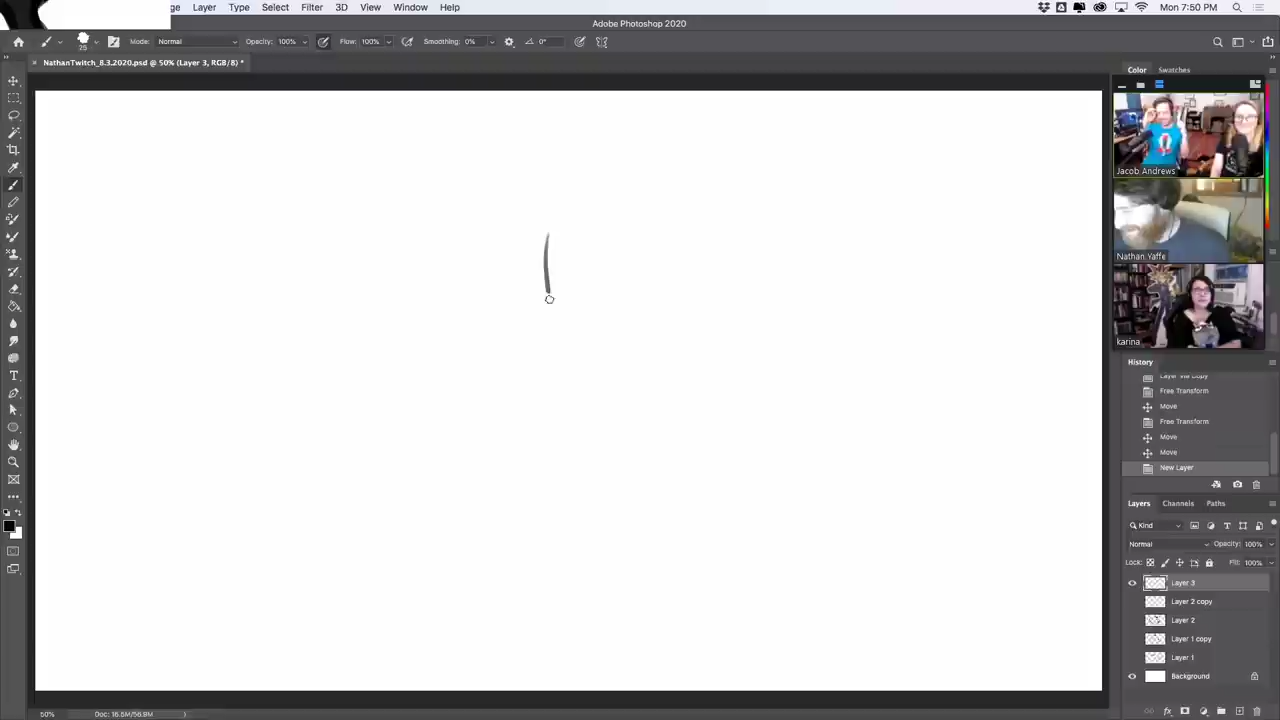 ge Layer Type Select Filter 3D View Window Help Mon 7:50 PM
Adobe Photoshop 2020
25 Mode: Normal Opacity: 100% Flow: 100% Smoothing: 0% 0°
NathanTwitch_8.3.2020.psd @ 50% (Layer 3, RGB/8) *
Color Swatches
Jacob Andrews
Nathan Yaffe
karina
History
Layer Via Copy
Free Transform
Move
Free Transform
Move
Move
New Layer
Layers Channels Paths
Kind
Normal Opacity: 100%
Lock: Fill: 100%
Layer 3
Layer 2 copy
Layer 2
Layer 1 copy
Layer 1
Background
50% Doc: 16.5M/56.9M